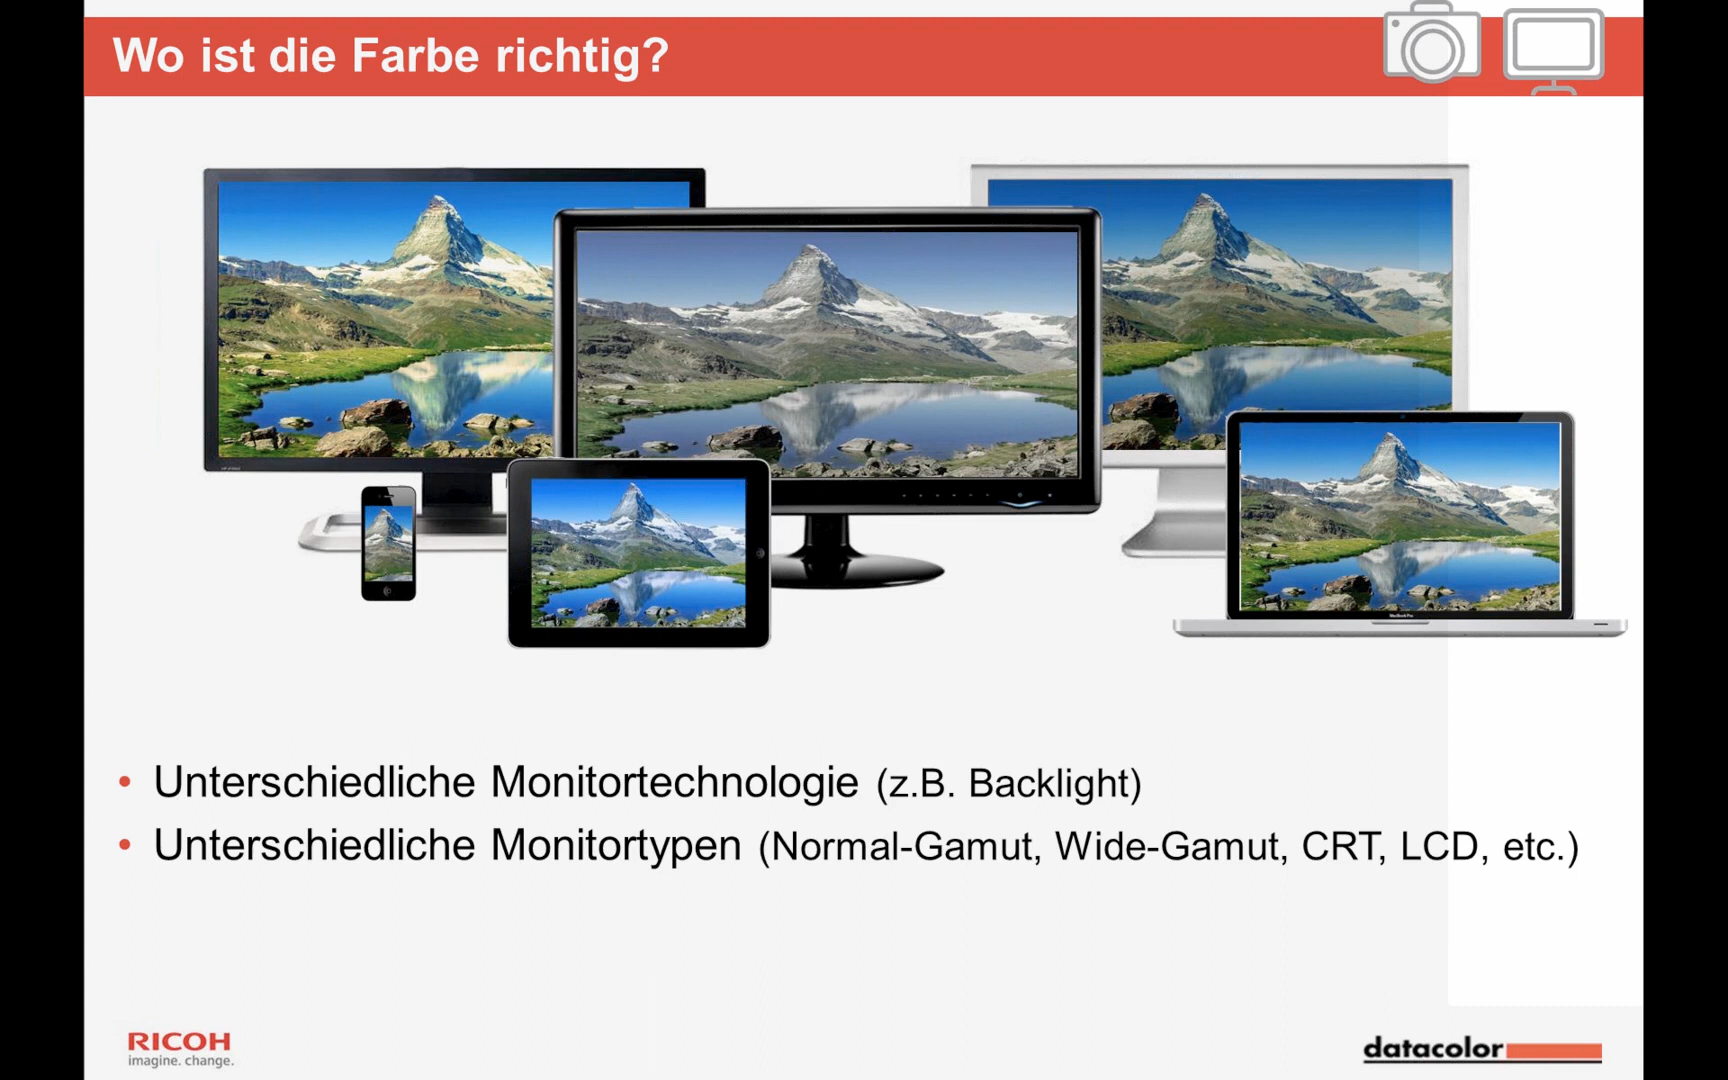 Wo ist die Farbe richtig?
• Unterschiedliche Monitortechnologie (z.B. Backlight)
• Unterschiedliche Monitortypen (Normal-Gamut, Wide-Gamut, CRT, LCD, etc.)
RICOH
imagine. change.
datacolor